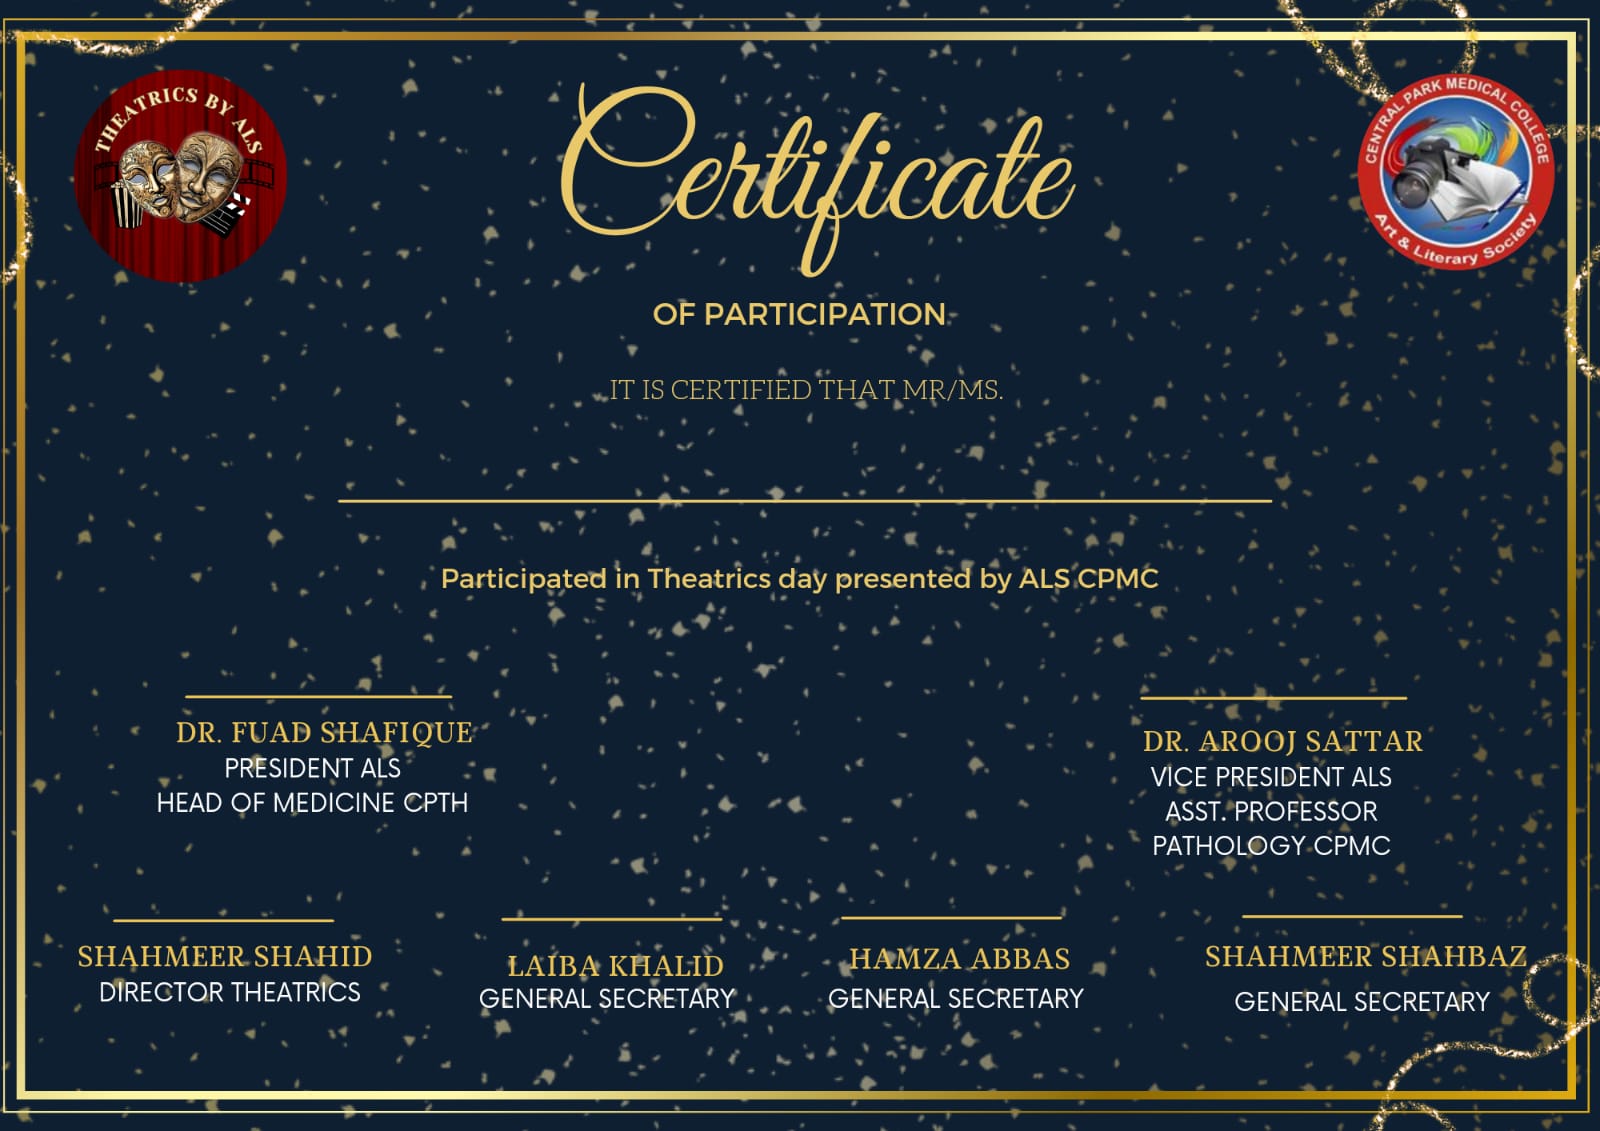 THEATRICS BY ALS
CENTRAL PARK MEDICAL COLLEGE
Art & Literary Society
Certificate
OF PARTICIPATION
IT IS CERTIFIED THAT MR/MS.
Participated in Theatrics day presented by ALS CPMC
DR. FUAD SHAFIQUE
PRESIDENT ALS
HEAD OF MEDICINE CPTH
DR. AROOJ SATTAR
VICE PRESIDENT ALS
ASST. PROFESSOR
PATHOLOGY CPMC
SHAHMEER SHAHID
DIRECTOR THEATRICS
LAIBA KHALID
GENERAL SECRETARY
HAMZA ABBAS
GENERAL SECRETARY
SHAHMEER SHAHBAZ
GENERAL SECRETARY